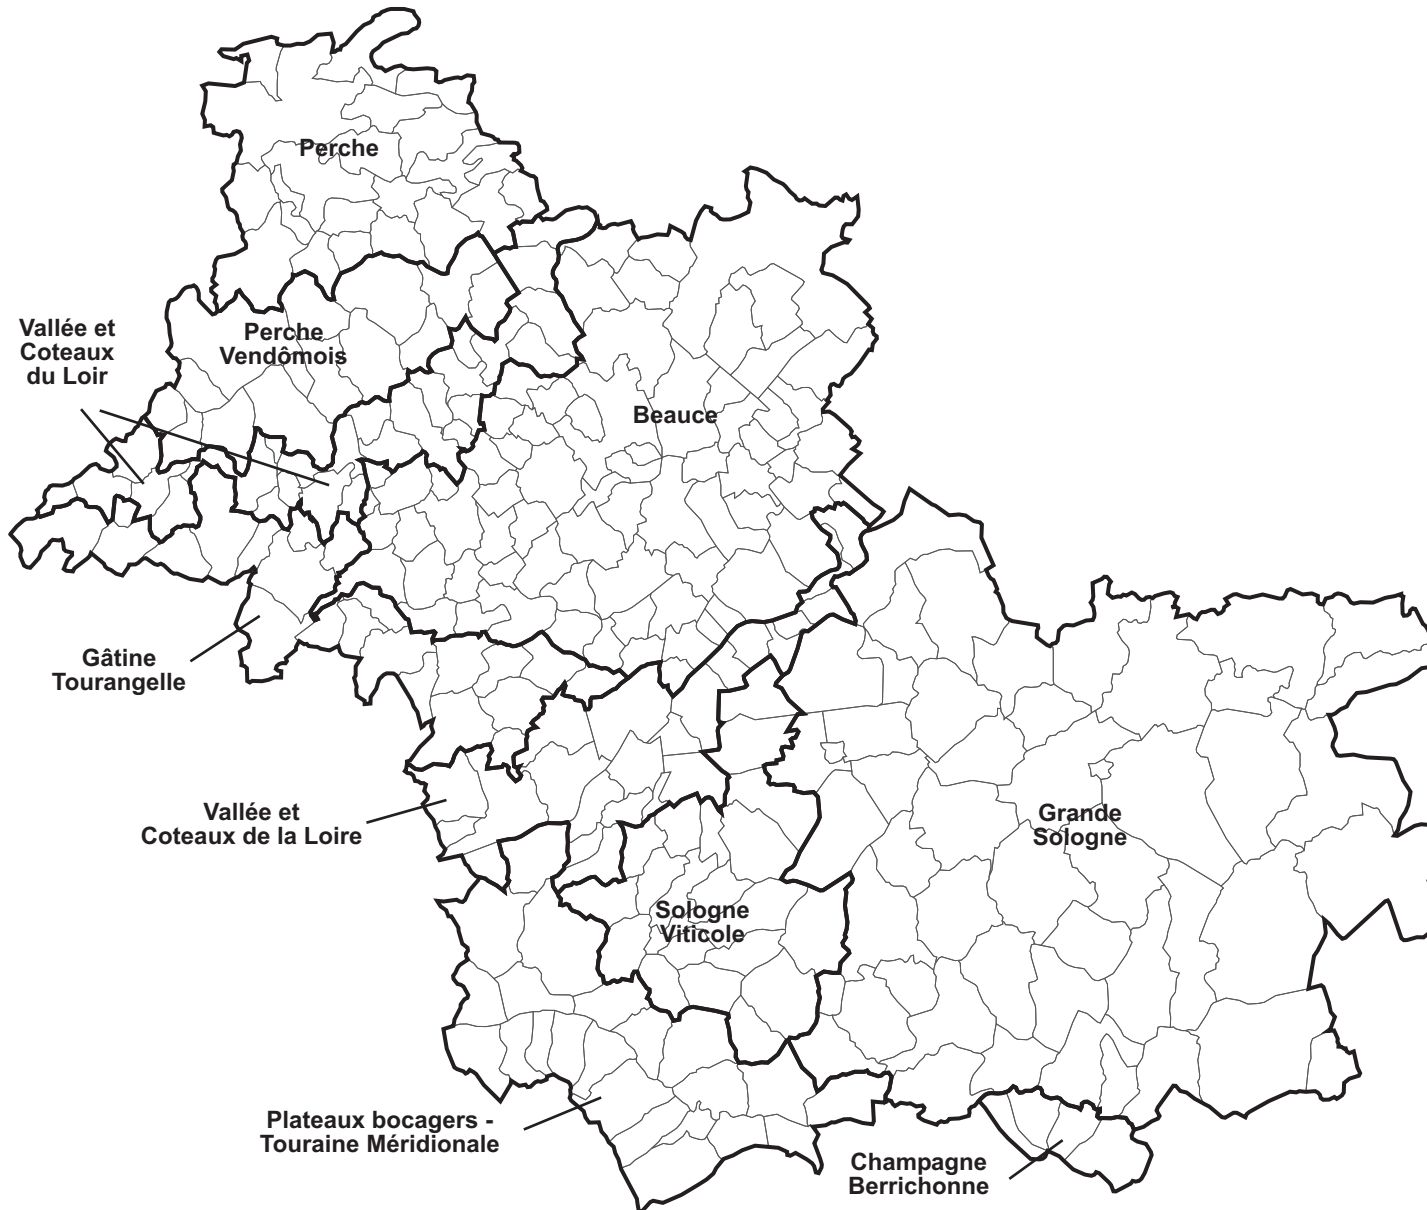 Perche
Vallée et
Coteaux
du Loir
Perche
Vendômois
Beauce
Gâtine
Tourangelle
Vallée et
Coteaux de la Loire
Grande
Sologne
Sologne
Viticole
Plateaux bocagers -
Touraine Méridionale
Champagne
Berrichonne